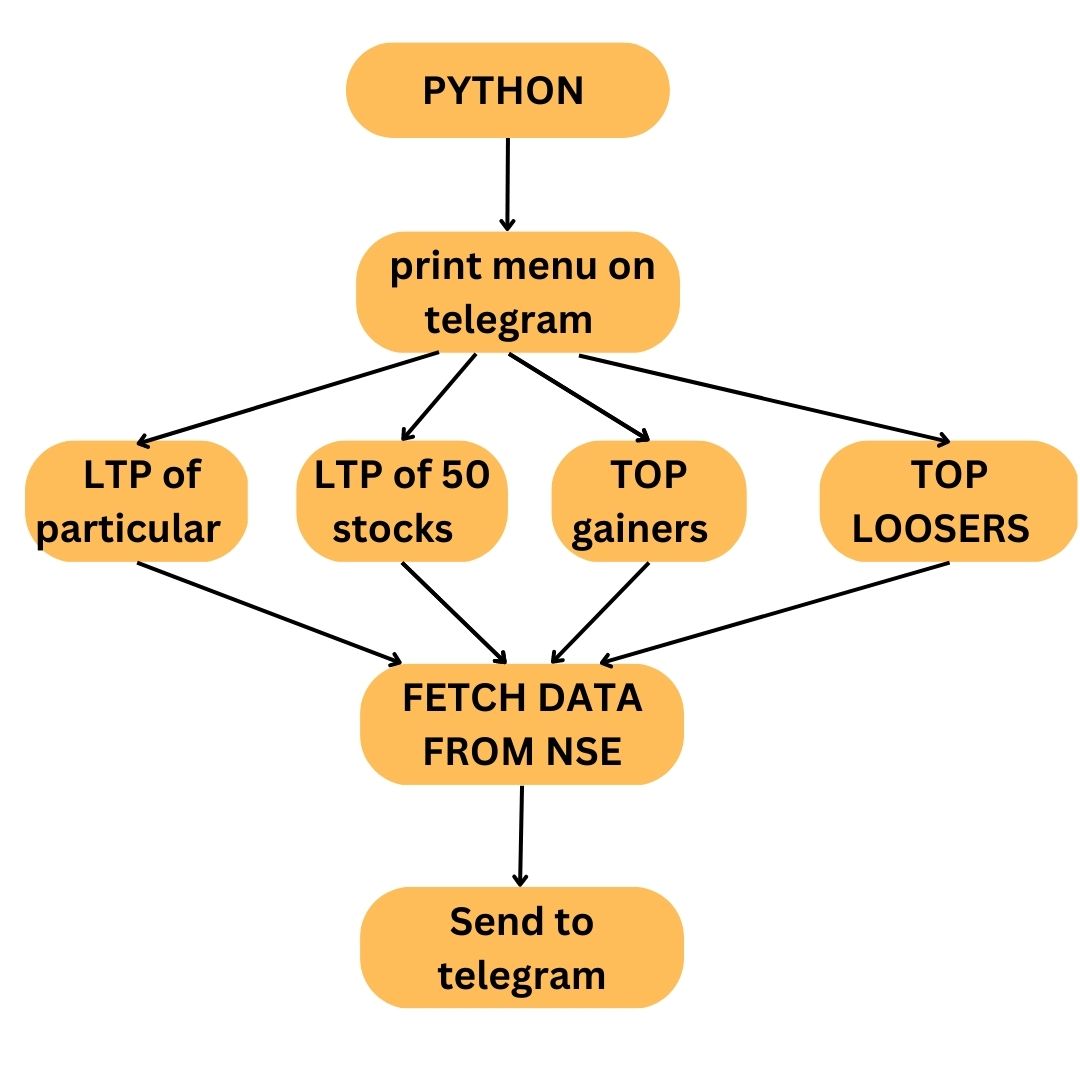 PYTHON
print menu on
telegram
LTP of
particular
LTP of 50
stocks
TOP
gainers
TOP
LOOSERS
FETCH DATA
FROM NSE
Send to
telegram